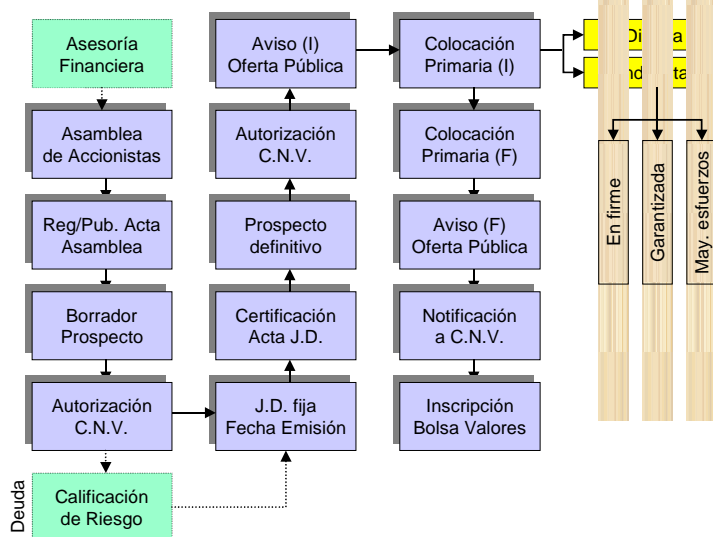 Asesoría
Financiera
Asamblea
de Accionistas
Reg/Pub. Acta
Asamblea
Borrador
Prospecto
Autorización
C.N.V.
Deuda
Calificación
de Riesgo
Aviso (I)
Oferta Pública
Autorización
C.N.V.
Prospecto
definitivo
Certificación
Acta J.D.
J.D. fija
Fecha Emisión
Colocación
Primaria (I)
Colocación
Primaria (F)
Aviso (F)
Oferta Pública
Notificación
a C.N.V.
Inscripción
Bolsa Valores
En firme
Garantizada
May. esfuerzos